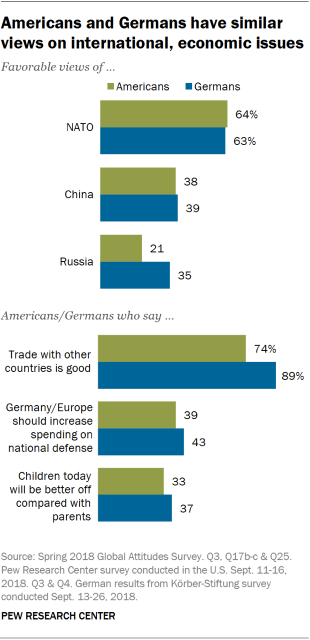 Americans and Germans have similar
views on international, economic issues
Favorable views of ...
Americans Germans
NATO
64%
63%
China
38
39
Russia
21
35
Americans/Germans who say ...
Trade with other
countries is good
74%
89%
Germany/Europe
should increase
spending on
national defense
39
43
Children today
will be better off
compared with
parents
33
37
Source: Spring 2018 Global Attitudes Survey. Q3, Q17b-c & Q25.
Pew Research Center survey conducted in the U.S. Sept. 11-16,
2018. Q3 & Q4. German results from Körber-Stiftung survey
conducted Sept. 13-26, 2018.
PEW RESEARCH CENTER